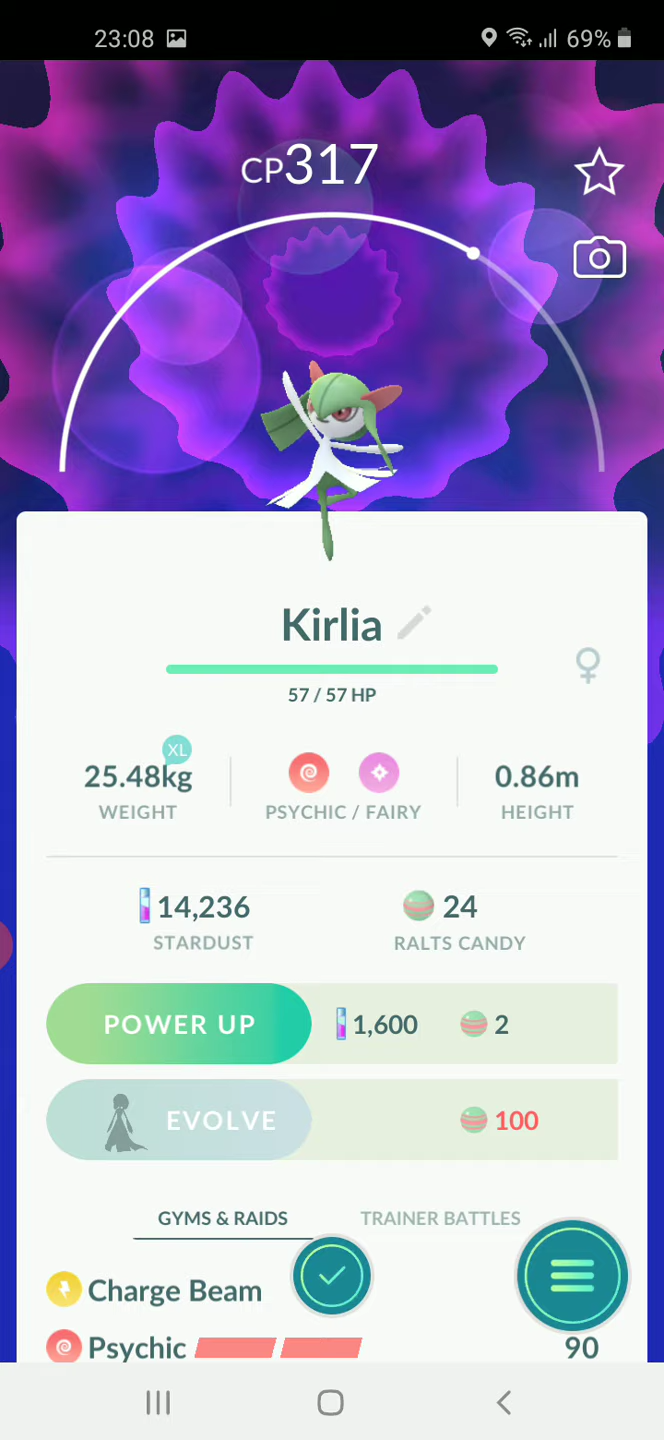 23:08 69%
CP317
Kirlia
57 / 57 HP
XL
25.48kg 0.86m
WEIGHT PSYCHIC / FAIRY HEIGHT
14,236 24
STARDUST RALTS CANDY
POWER UP 1,600 2
EVOLVE 100
GYMS & RAIDS TRAINER BATTLES
Charge Beam
Psychic 90